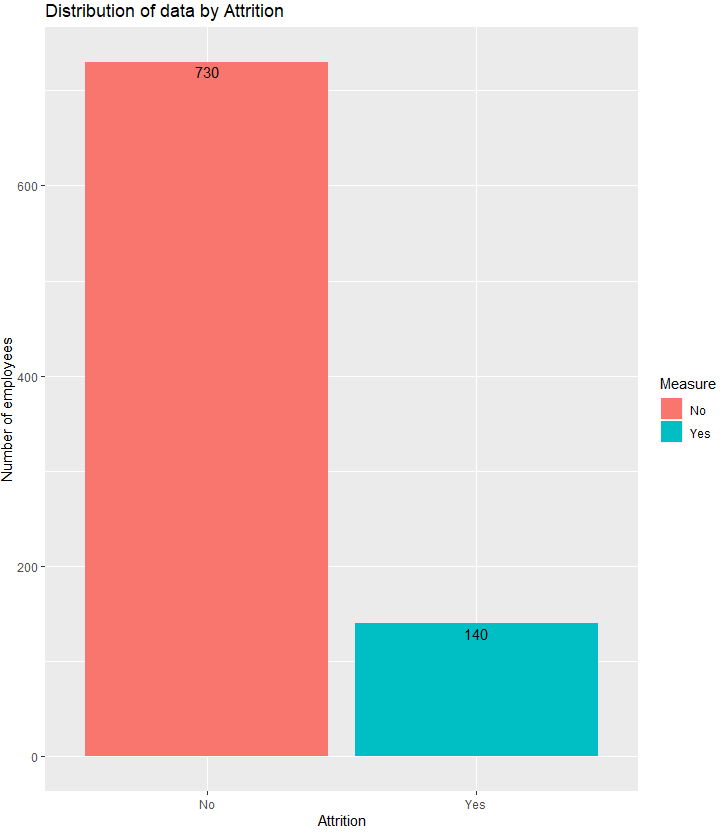 Distribution of data by Attrition
730
600
400
200
0
140
Number of employees
No
Yes
Attrition
Measure
No
Yes